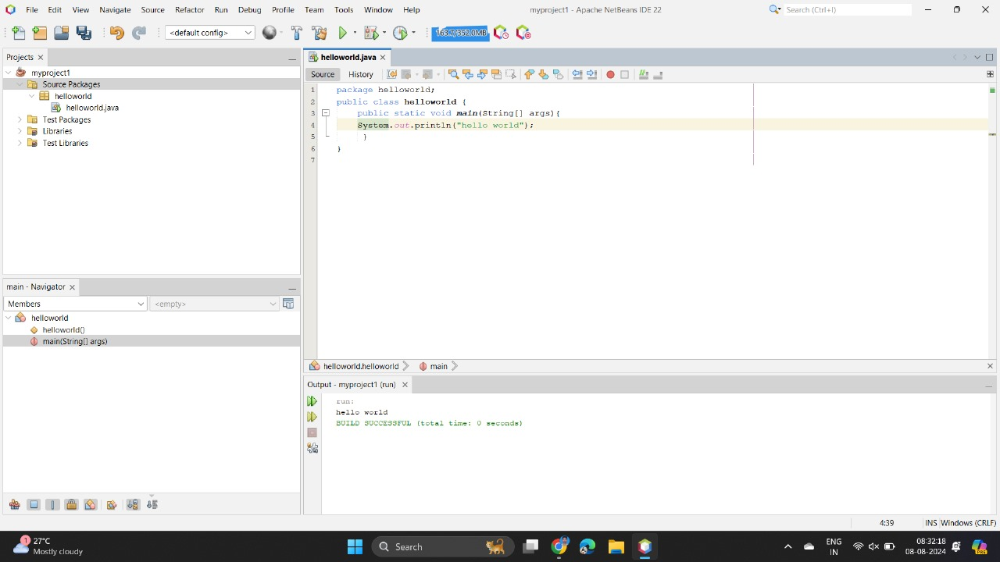 File Edit View Navigate Source Refactor Run Debug Profile Team Tools Window Help myproject1 - Apache NetBeans IDE 22 Search (Ctrl+I)
<default config> 163.7/352.0MB
Projects
myproject1
Source Packages
helloworld
helloworld.java
Test Packages
Libraries
Test Libraries
main - Navigator
Members <empty>
helloworld
helloworld()
main(String[] args)
helloworld.java
Source History
1 package helloworld;
2 public class helloworld {
3 public static void main(String[] args){
4 System.out.println("hello world");
5 }
6 }
7
helloworld.helloworld main
Output - myproject1 (run)
run:
hello world
BUILD SUCCESSFUL (total time: 0 seconds)
4:39 INS Windows (CRLF)
1 27°C
Mostly cloudy
Search
ENG
IN
08:32:18
08-08-2024